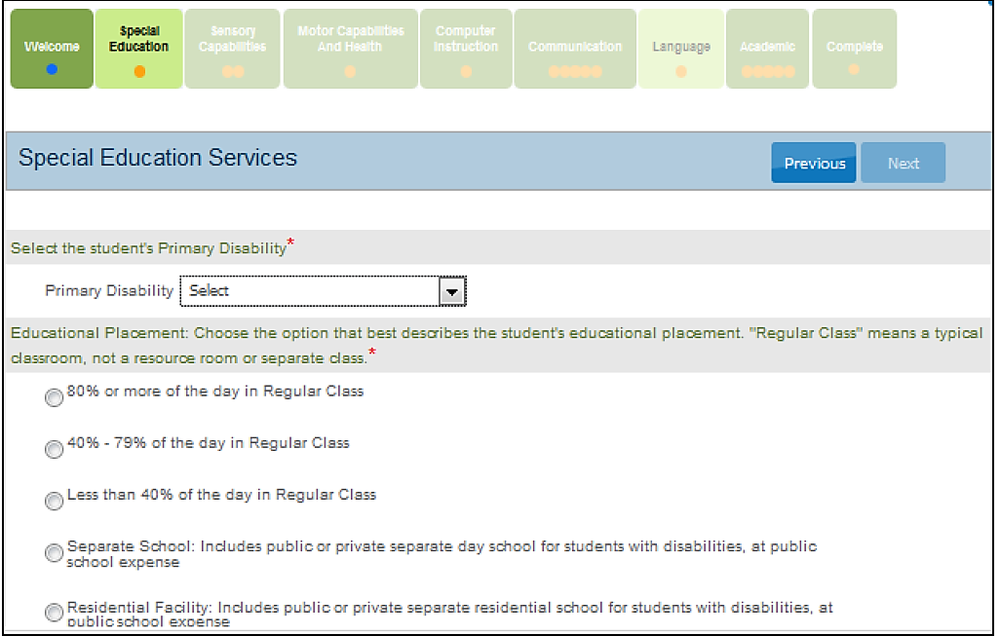 Welcome
Special
Education
Sensory
Capabilities
Motor Capabilities
And Health
Computer
Instruction
Communication
Language
Academic
Complete
Special Education Services
Previous
Next
Select the student's Primary Disability*
Primary Disability Select
Educational Placement: Choose the option that best describes the student's educational placement. "Regular Class" means a typical
classroom, not a resource room or separate class.*
80% or more of the day in Regular Class
40% - 79% of the day in Regular Class
Less than 40% of the day in Regular Class
Separate School: Includes public or private separate day school for students with disabilities, at public
school expense
Residential Facility: Includes public or private separate residential school for students with disabilities, at
public school expense